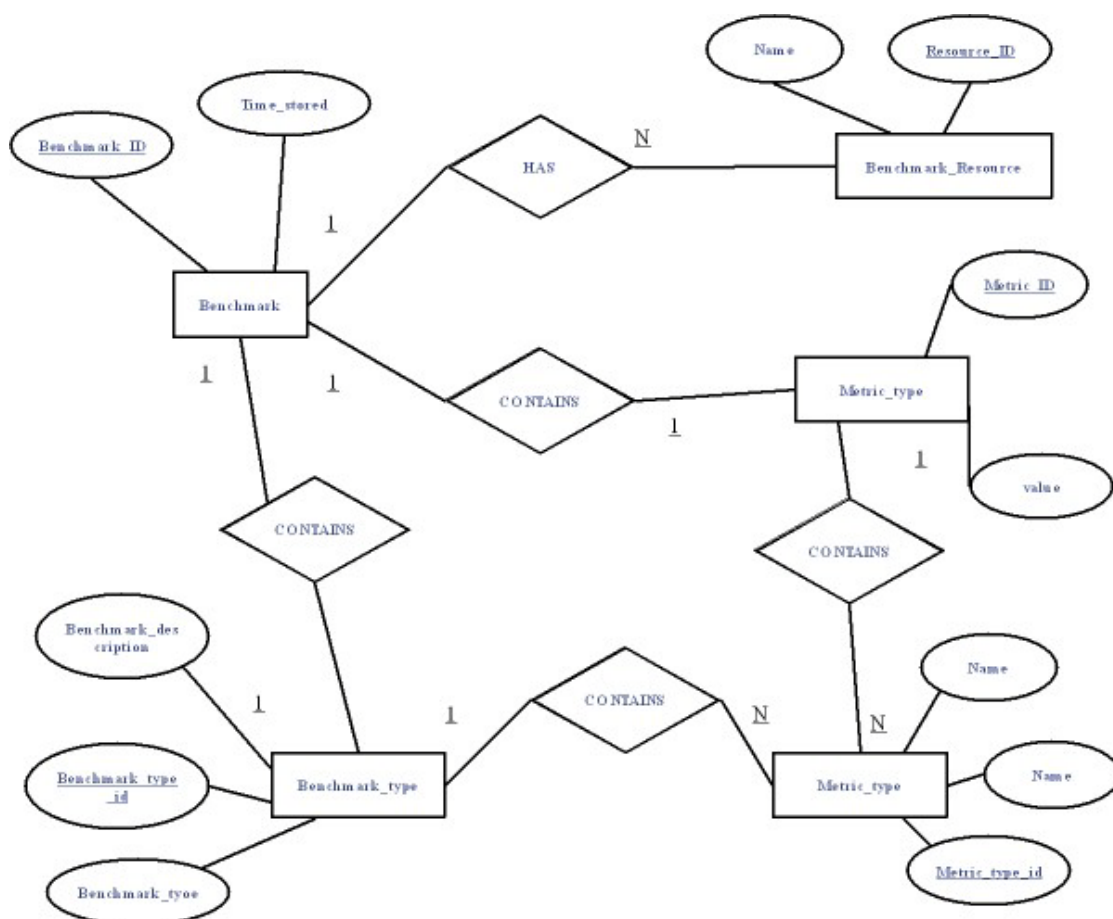 Name
Resource_ID
Time_stored
Benchmark_ID
N
HAS
Benchmark_Resource
1
Metric_ID
Benchmark
1
1
CONTAINS
Metric_type
1
1
value
CONTAINS
CONTAINS
Benchmark_des
cription
Name
CONTAINS
1
1
N
N
Benchmark_type
_id
Benchmark_type
Metric_type
Name
Metric_type_id
Benchmark_tyoe